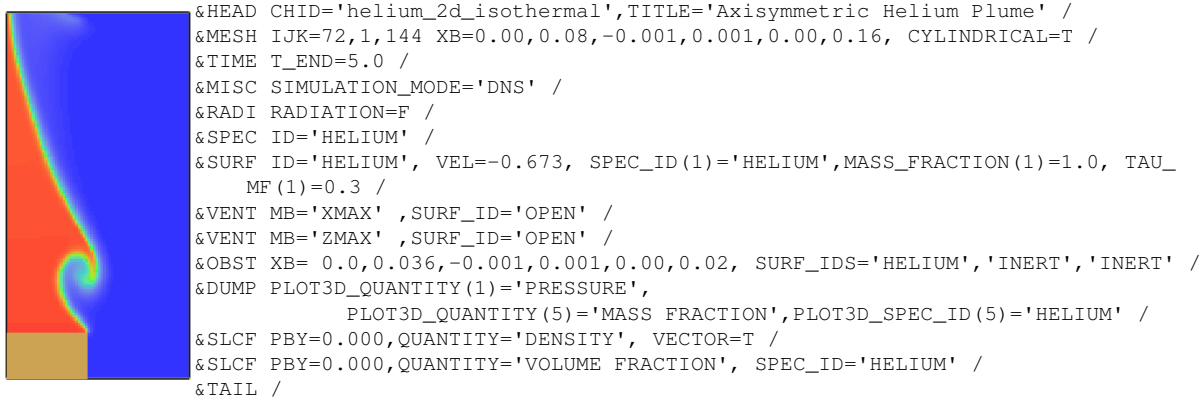 &HEAD CHID='helium_2d_isothermal',TITLE='Axisymmetric Helium Plume' /
&MESH IJK=72,1,144 XB=0.00,0.08,-0.001,0.001,0.00,0.16, CYLINDRICAL=T /
&TIME T_END=5.0 /
&MISC SIMULATION_MODE='DNS' /
&RADI RADIATION=F /
&SPEC ID='HELIUM' /
&SURF ID='HELIUM', VEL=-0.673, SPEC_ID(1)='HELIUM',MASS_FRACTION(1)=1.0, TAU_
MF(1)=0.3 /
&VENT MB='XMAX' ,SURF_ID='OPEN' /
&VENT MB='ZMAX' ,SURF_ID='OPEN' /
&OBST XB= 0.0,0.036,-0.001,0.001,0.00,0.02, SURF_IDS='HELIUM','INERT','INERT' /
&DUMP PLOT3D_QUANTITY(1)='PRESSURE',
PLOT3D_QUANTITY(5)='MASS FRACTION',PLOT3D_SPEC_ID(5)='HELIUM' /
&SLCF PBY=0.000,QUANTITY='DENSITY', VECTOR=T /
&SLCF PBY=0.000,QUANTITY='VOLUME FRACTION', SPEC_ID='HELIUM' /
&TAIL /